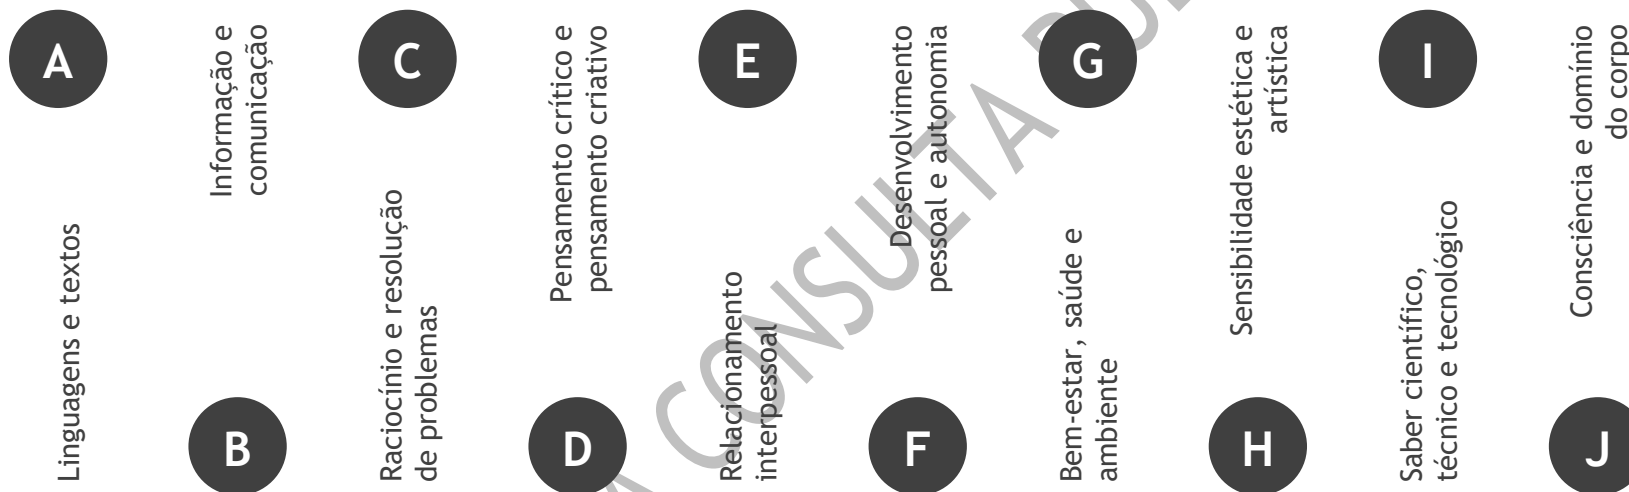 A
Linguagens e textos
B
Informação e
comunicação
C
Raciocínio e resolução
de problemas
D
Pensamento crítico e
pensamento criativo
E
Relacionamento
interpessoal
F
Desenvolvimento
pessoal e autonomia
G
Bem-estar, saúde e
ambiente
H
Sensibilidade estética e
artística
I
Saber científico,
técnico e tecnológico
J
Consciência e domínio
do corpo
A CONSULTA